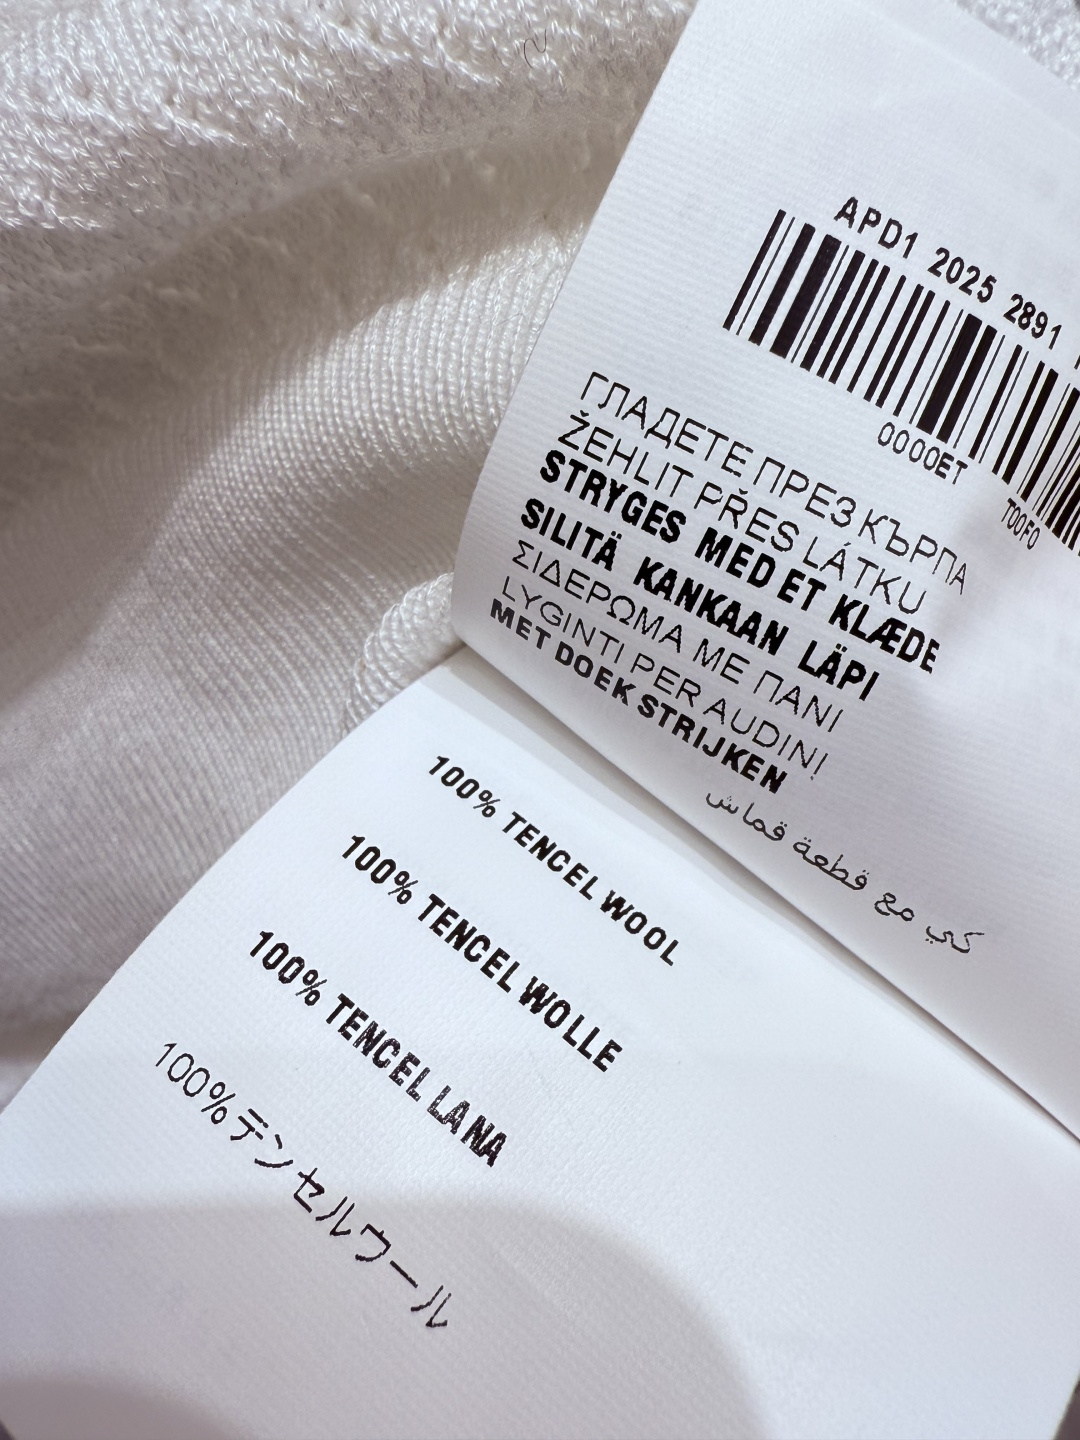 APD1 2025 2891
0000ET
T00F0
ГЛАДЕТЕ ПРЕЗ КЪРПА
ŽEHLIT PŘES LÁTKU
STRYGES MED ET KLÆDE
SILITÄ KANKAAN LÄPI
ΣΙΔΕΡΩΜΑ ΜΕ ΠΑΝΙ
LYGINTI PER AUDINI
MET DOEK STRIJKEN
كي مع قطعة قماش
100% TENCEL WOOL
100% TENCEL WOLLE
100% TENCEL LANA
100%テンセルウール